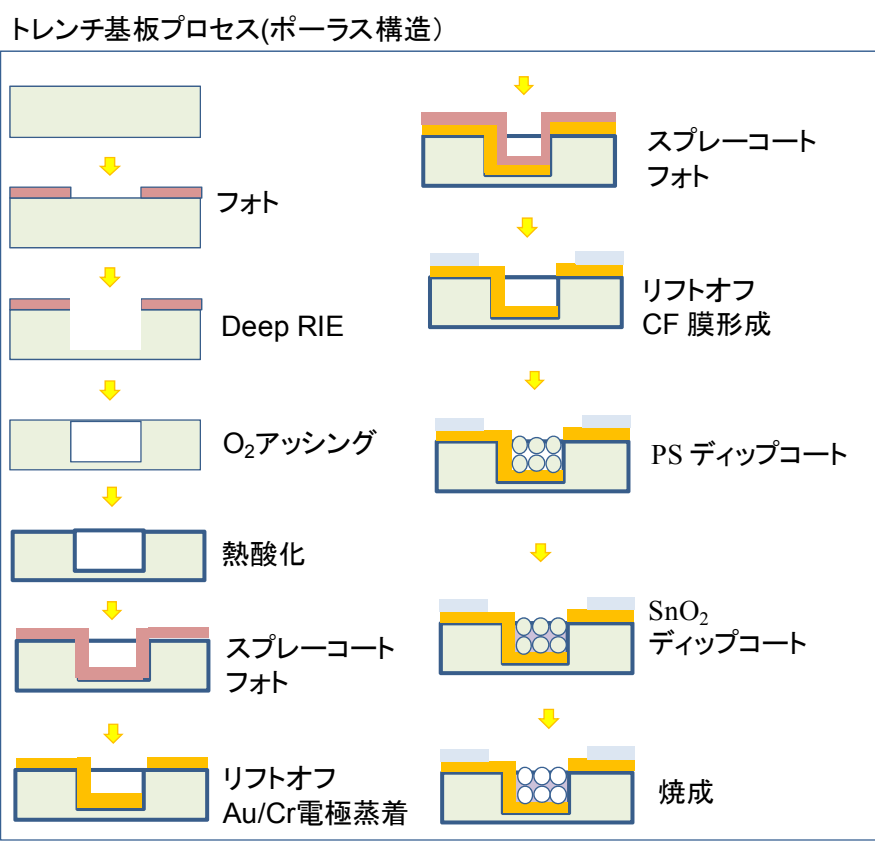 トレンチ基板プロセス(ポーラス構造）
フォト
Deep RIE
O₂アッシング
熱酸化
スプレーコート
フォト
リフトオフ
Au/Cr電極蒸着
スプレーコート
フォト
リフトオフ
CF 膜形成
PS ディップコート
SnO₂
ディップコート
焼成